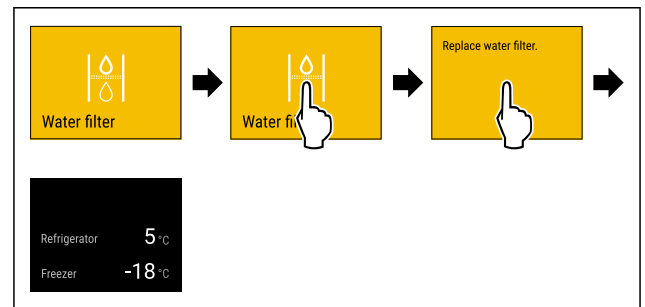 Water filter
Water fi
Replace water filter.
Refrigerator 5 °C
Freezer -18 °C